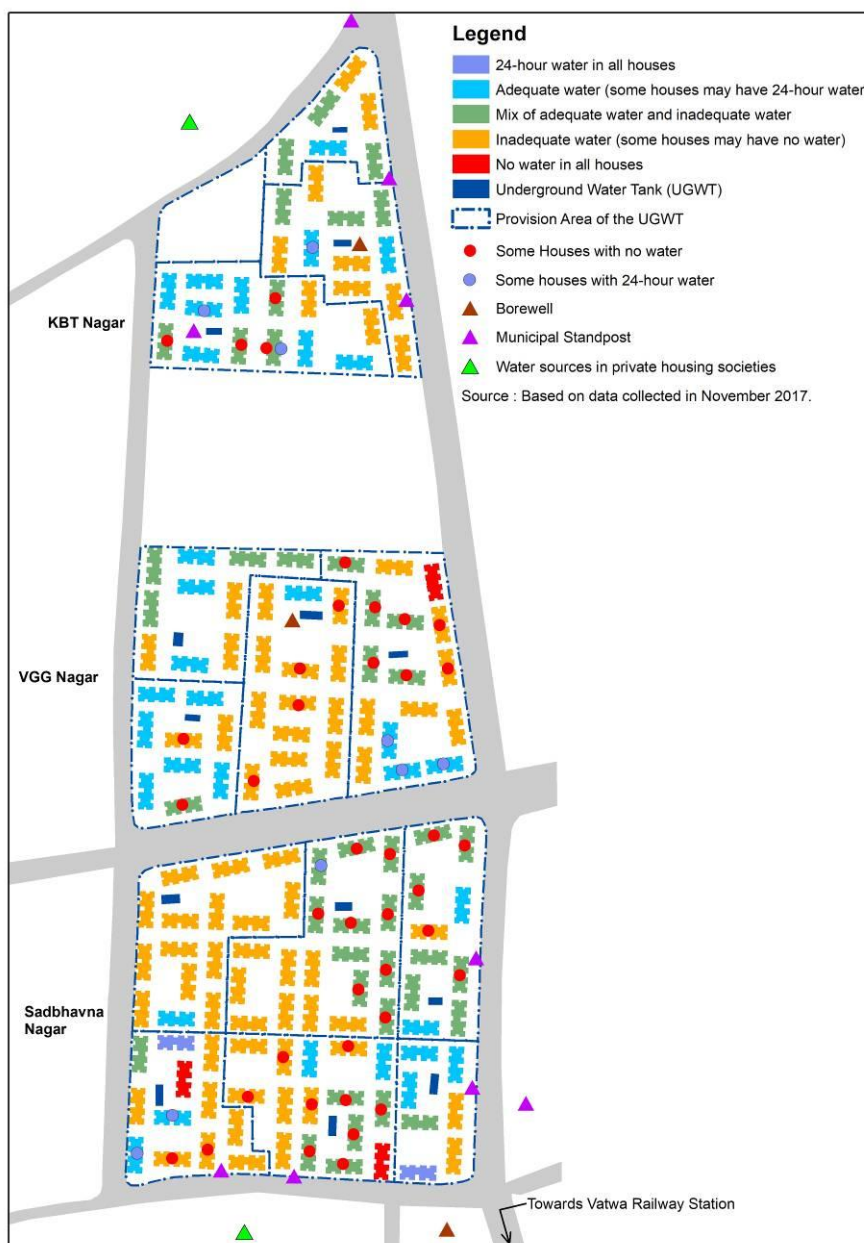 Legend
24-hour water in all houses
Adequate water (some houses may have 24-hour water
Mix of adequate water and inadequate water
Inadequate water (some houses may have no water)
No water in all houses
Underground Water Tank (UGWT)
Provision Area of the UGWT
Some Houses with no water
Some houses with 24-hour water
Borewell
Municipal Standpost
Water sources in private housing societies
Source : Based on data collected in November 2017.
KBT Nagar
VGG Nagar
Sadbhavna
Nagar
Towards Vatwa Railway Station